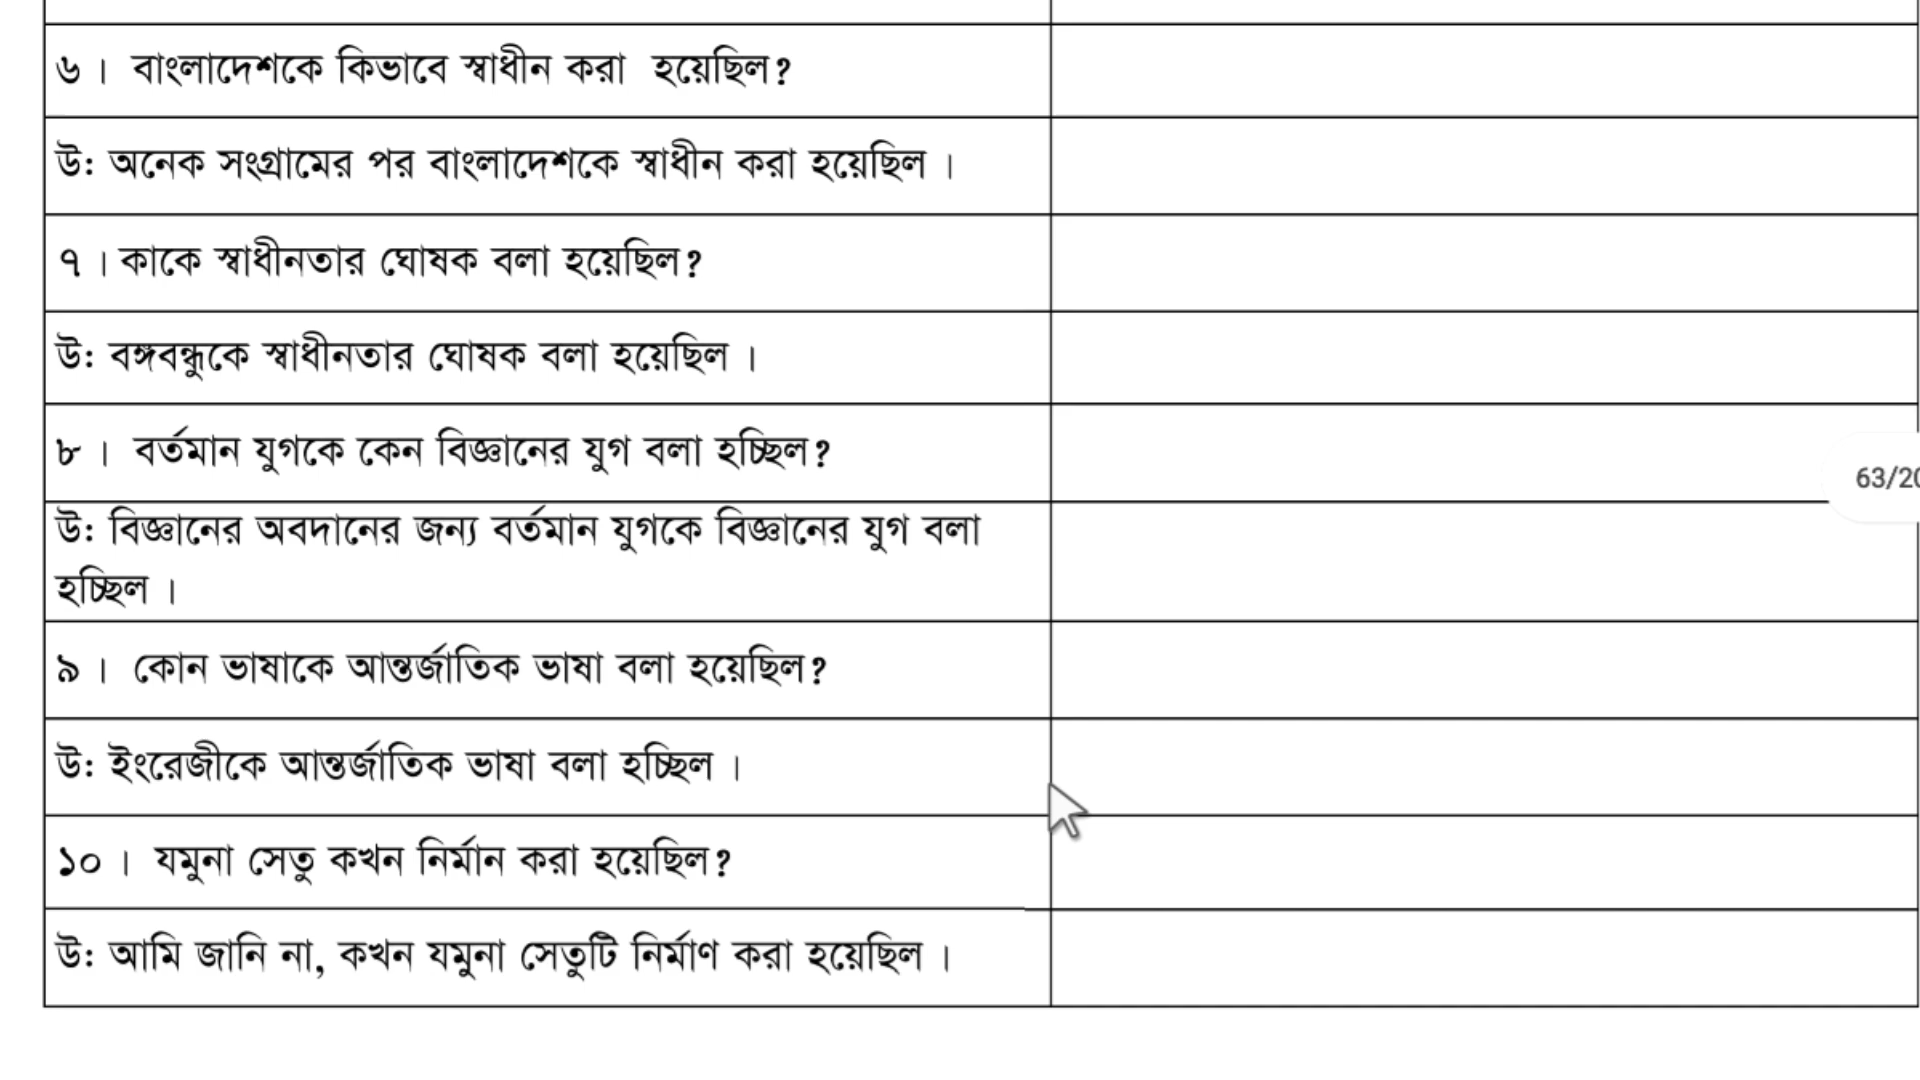 ৬। বাংলাদেশকে কিভাবে স্বাধীন করা হয়েছিল?
উ: অনেক সংগ্রামের পর বাংলাদেশকে স্বাধীন করা হয়েছিল।
৭। কাকে স্বাধীনতার ঘোষক বলা হয়েছিল?
উ: বঙ্গবন্ধুকে স্বাধীনতার ঘোষক বলা হয়েছিল।
৮। বর্তমান যুগকে কেন বিজ্ঞানের যুগ বলা হচ্ছিল?
63/20
উ: বিজ্ঞানের অবদানের জন্য বর্তমান যুগকে বিজ্ঞানের যুগ বলা
হচ্ছিল।
৯। কোন ভাষাকে আন্তর্জাতিক ভাষা বলা হয়েছিল?
উ: ইংরেজীকে আন্তর্জাতিক ভাষা বলা হচ্ছিল।
১০। যমুনা সেতু কখন নির্মান করা হয়েছিল?
উ: আমি জানি না, কখন যমুনা সেতুটি নির্মাণ করা হয়েছিল।